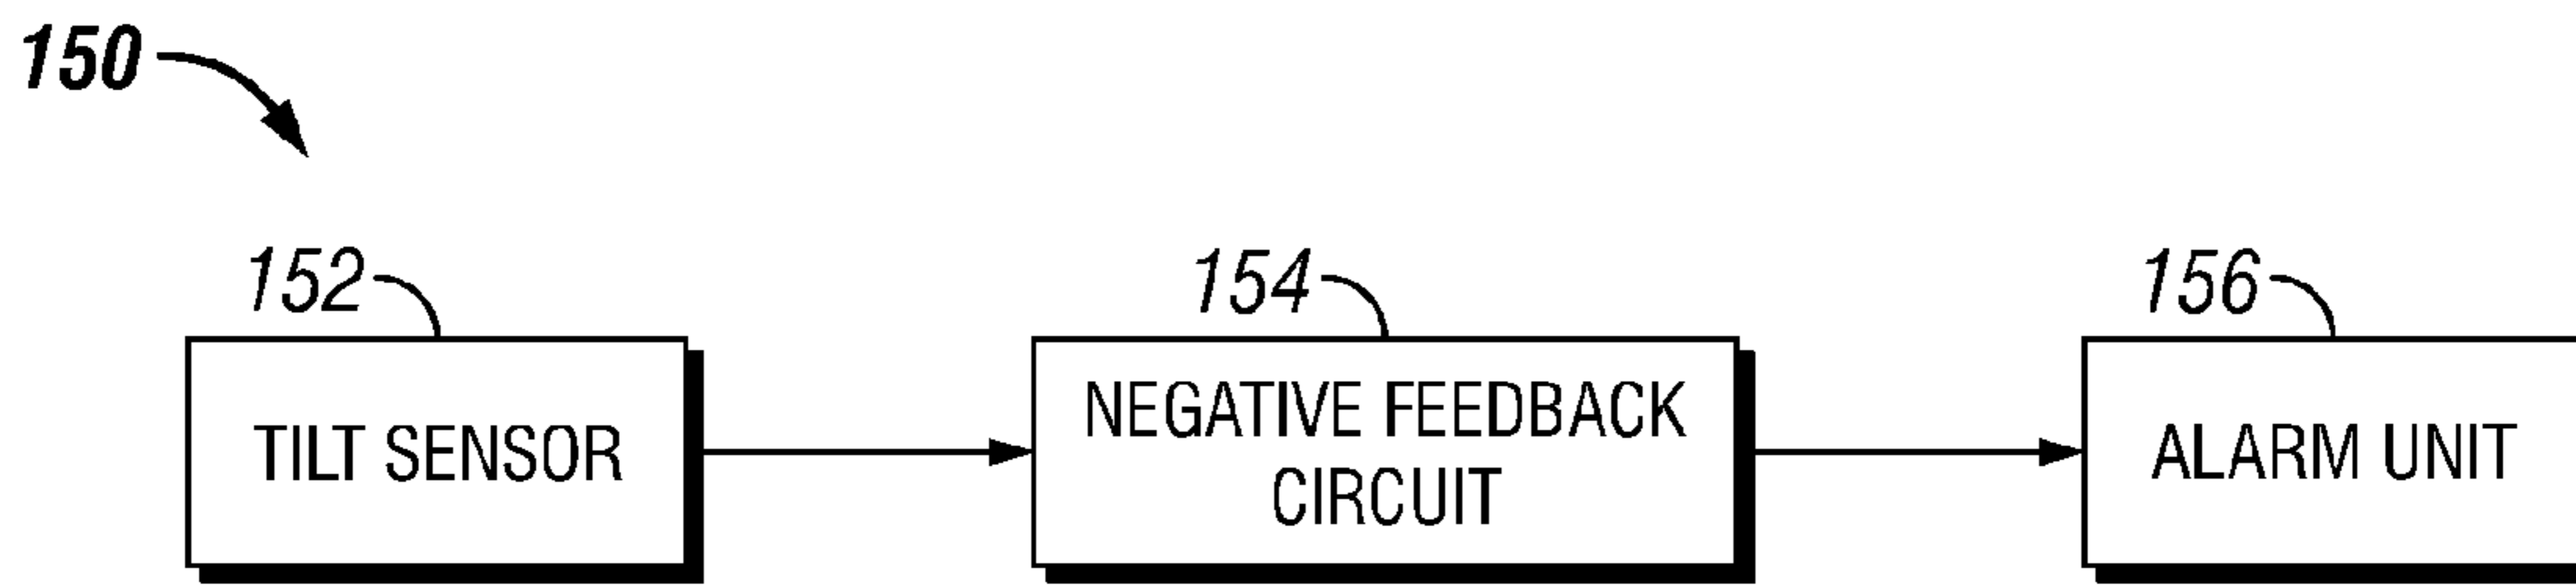 150
152
TILT SENSOR
154
NEGATIVE FEEDBACK
CIRCUIT
156
ALARM UNIT